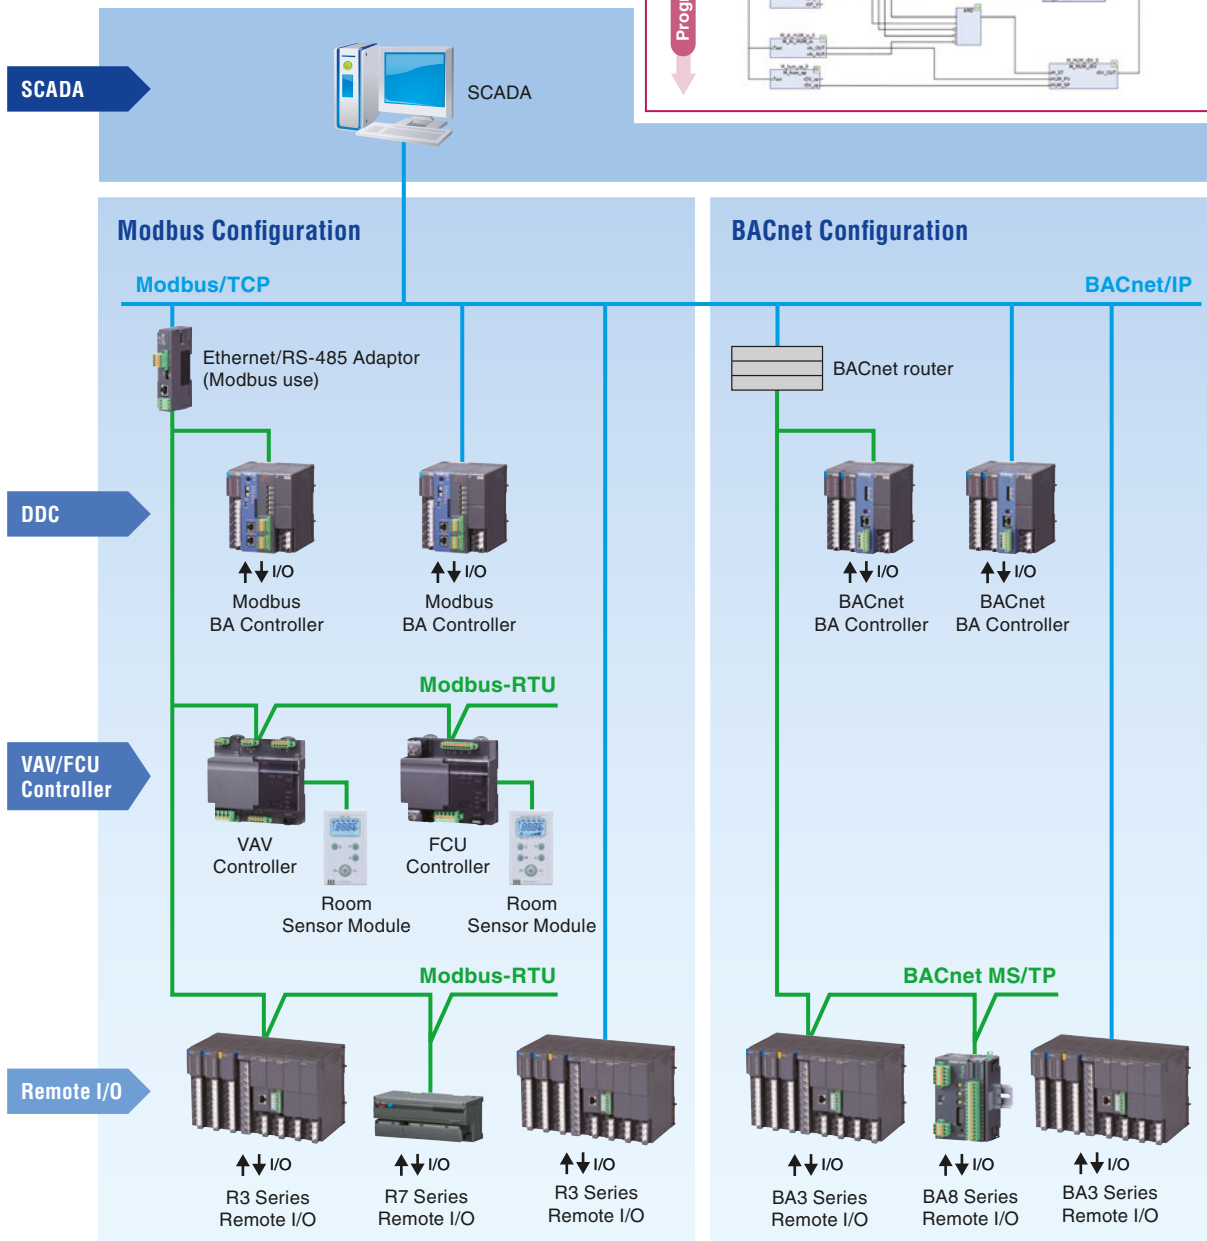 Prog
AND
SCADA
SCADA
Modbus Configuration
BACnet Configuration
Modbus/TCP
BACnet/IP
Ethernet/RS-485 Adaptor
(Modbus use)
BACnet router
DDC
I/O
I/O
I/O
I/O
Modbus
BA Controller
Modbus
BA Controller
BACnet
BA Controller
BACnet
BA Controller
Modbus-RTU
VAV/FCU
Controller
VAV
Controller
FCU
Controller
Room
Sensor Module
Room
Sensor Module
Modbus-RTU
BACnet MS/TP
Remote I/O
I/O
I/O
I/O
I/O
I/O
I/O
R3 Series
Remote I/O
R7 Series
Remote I/O
R3 Series
Remote I/O
BA3 Series
Remote I/O
BA8 Series
Remote I/O
BA3 Series
Remote I/O